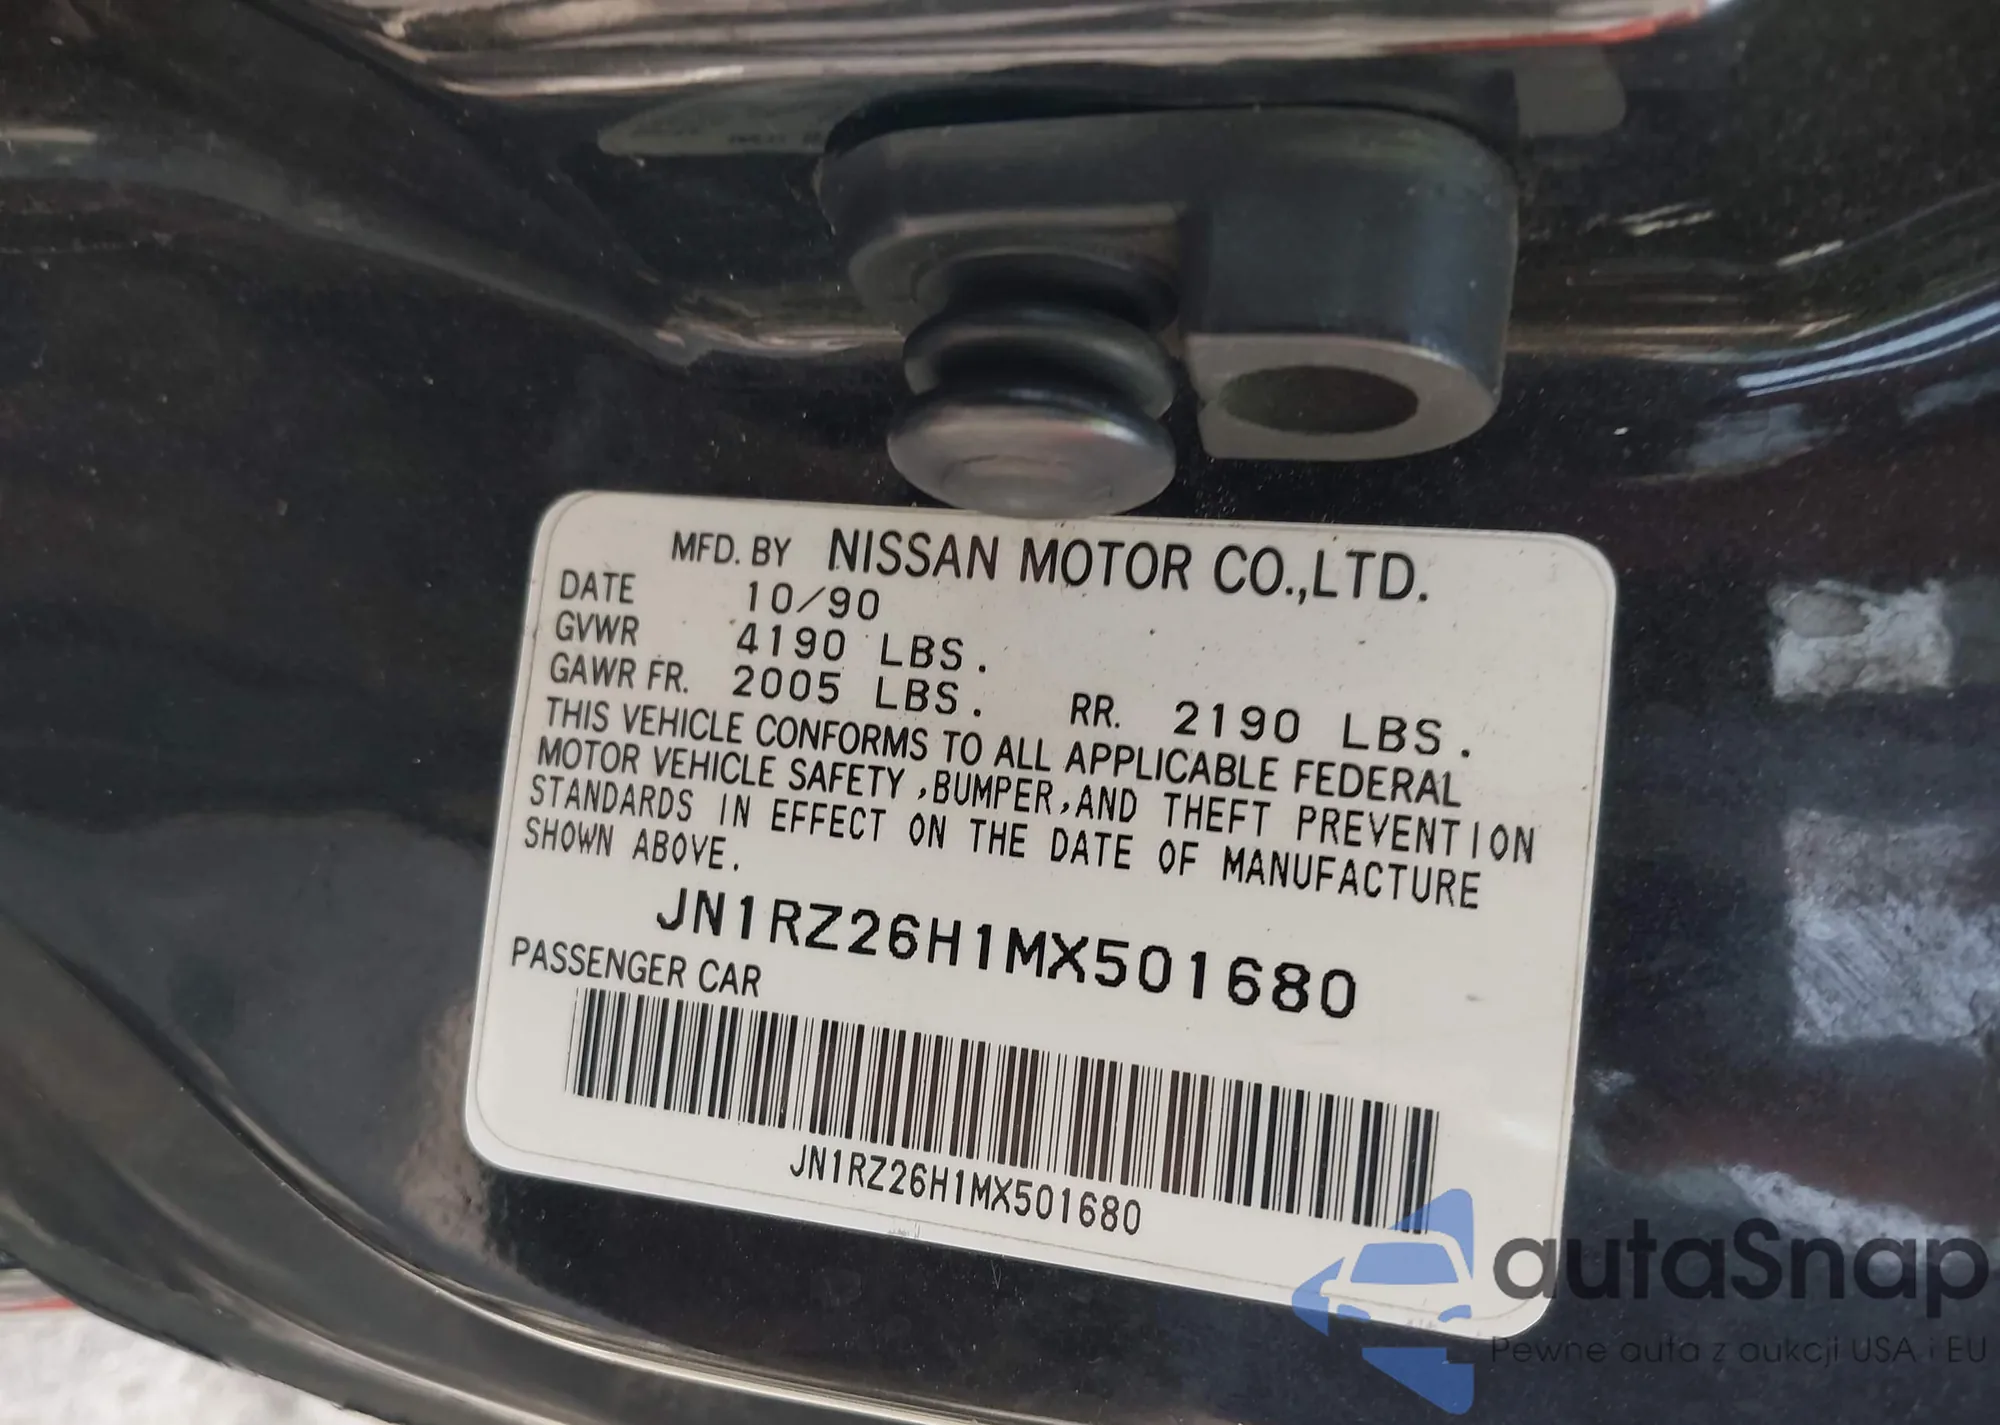 MFD. BY NISSAN MOTOR CO.,LTD.
DATE 10/90
GVWR 4190 LBS.
GAWR FR. 2005 LBS. RR. 2190 LBS.
THIS VEHICLE CONFORMS TO ALL APPLICABLE FEDERAL
MOTOR VEHICLE SAFETY ,BUMPER,AND THEFT PREVENTION
STANDARDS IN EFFECT ON THE DATE OF MANUFACTURE
SHOWN ABOVE.
JN1RZ26H1MX501680
PASSENGER CAR
JN1RZ26H1MX501680
autaSnap
Pewne auta z aukcji USA i EU